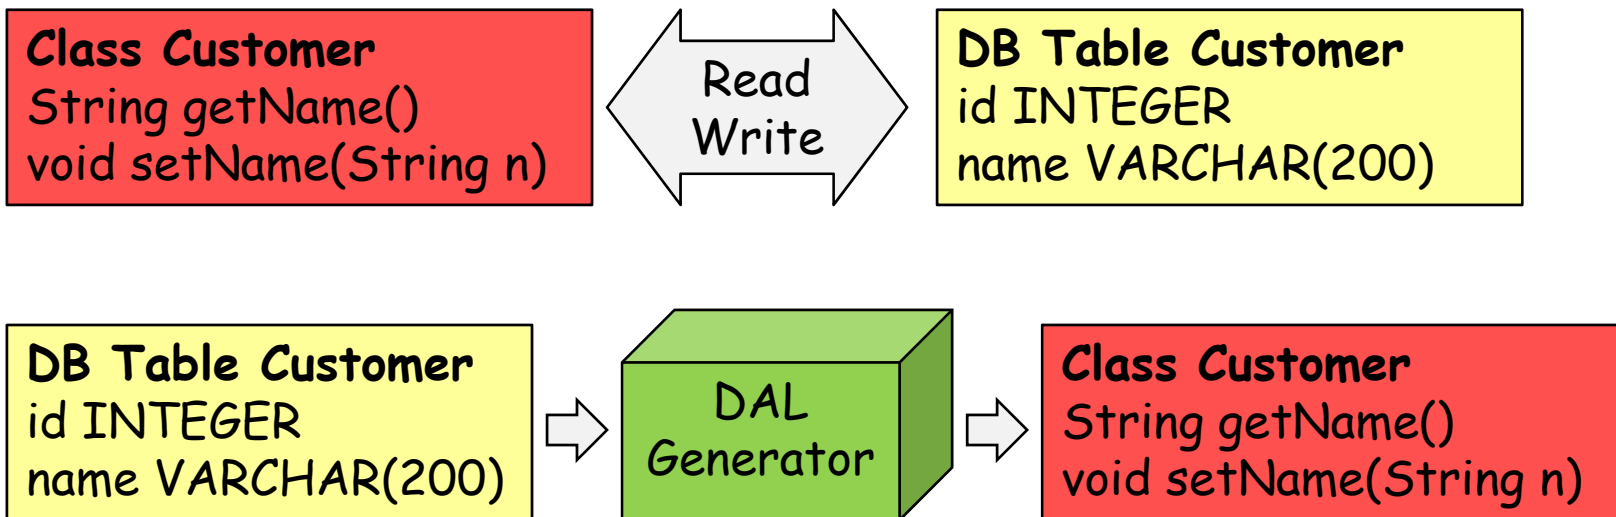 Class Customer
String getName()
void setName(String n)
Read
Write
DB Table Customer
id INTEGER
name VARCHAR(200)
DB Table Customer
id INTEGER
name VARCHAR(200)
DAL
Generator
Class Customer
String getName()
void setName(String n)